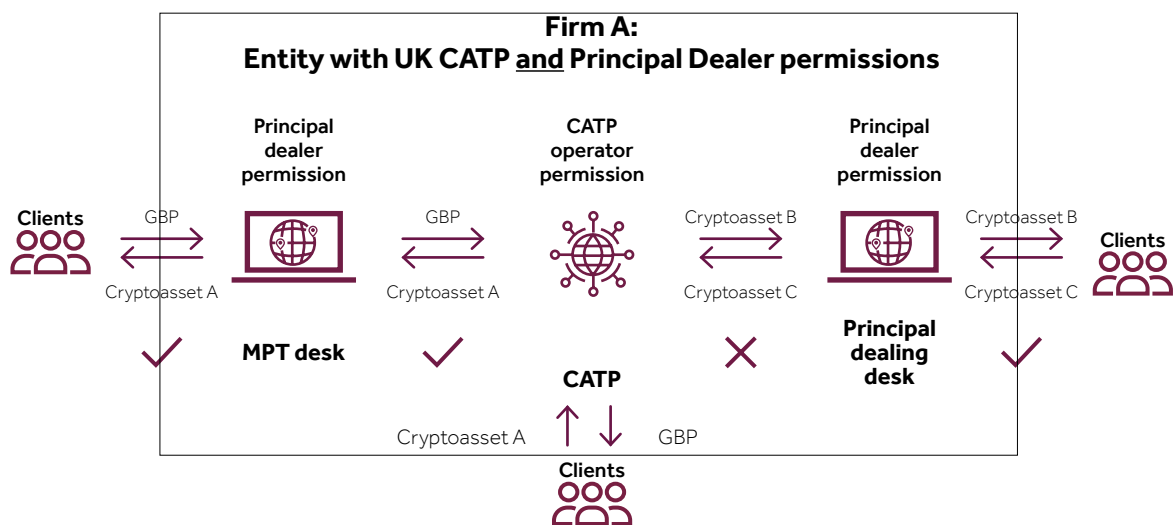 Firm A:
Entity with UK CATP and Principal Dealer permissions
Principal
dealer
permission
CATP
operator
permission
Principal
dealer
permission
Clients
GBP
GBP
Cryptoasset B
Cryptoasset B
Clients
Cryptoasset A
Cryptoasset A
Cryptoasset C
Cryptoasset C
MPT desk
Principal
dealing
desk
CATP
Cryptoasset A
GBP
Clients